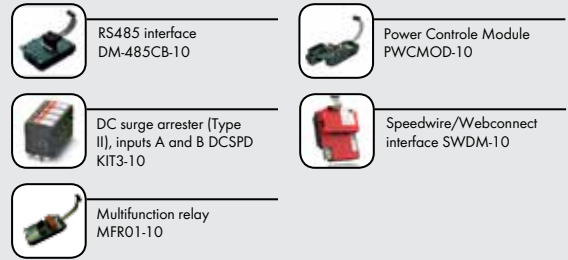 RS485 interface
DM-485CB-10
Power Controle Module
PWCMOD-10
DC surge arrester (Type
II), inputs A and B DCSPD
KIT3-10
Speedwire/Webconnect
interface SWDM-10
Multifunction relay
MFR01-10